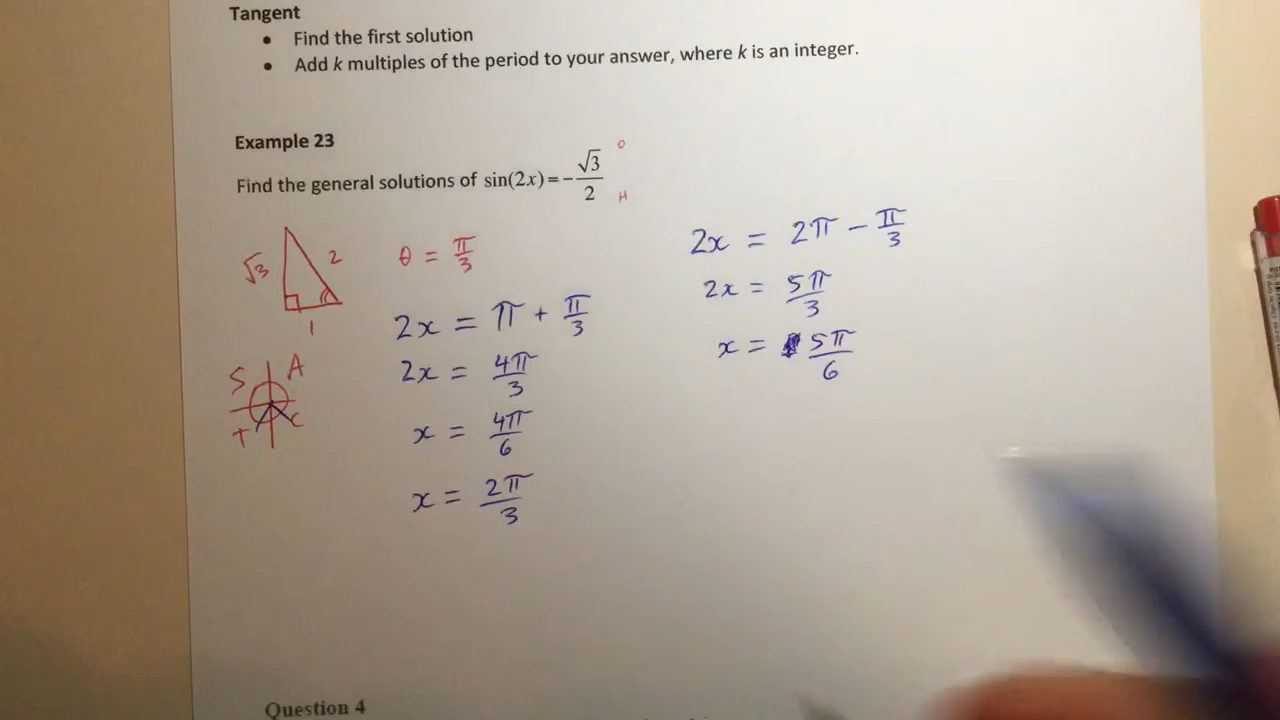 Tangent
• Find the first solution
• Add k multiples of the period to your answer, where k is an integer.
Example 23
Find the general solutions of sin(2x)=-√3/2
O
H
√3
2
1
S
A
T
C
θ = π/3
2x = π + π/3
2x = 4π/3
x = 4π/6
x = 2π/3
2x = 2π - π/3
2x = 5π/3
x = 5π/6
Question 4